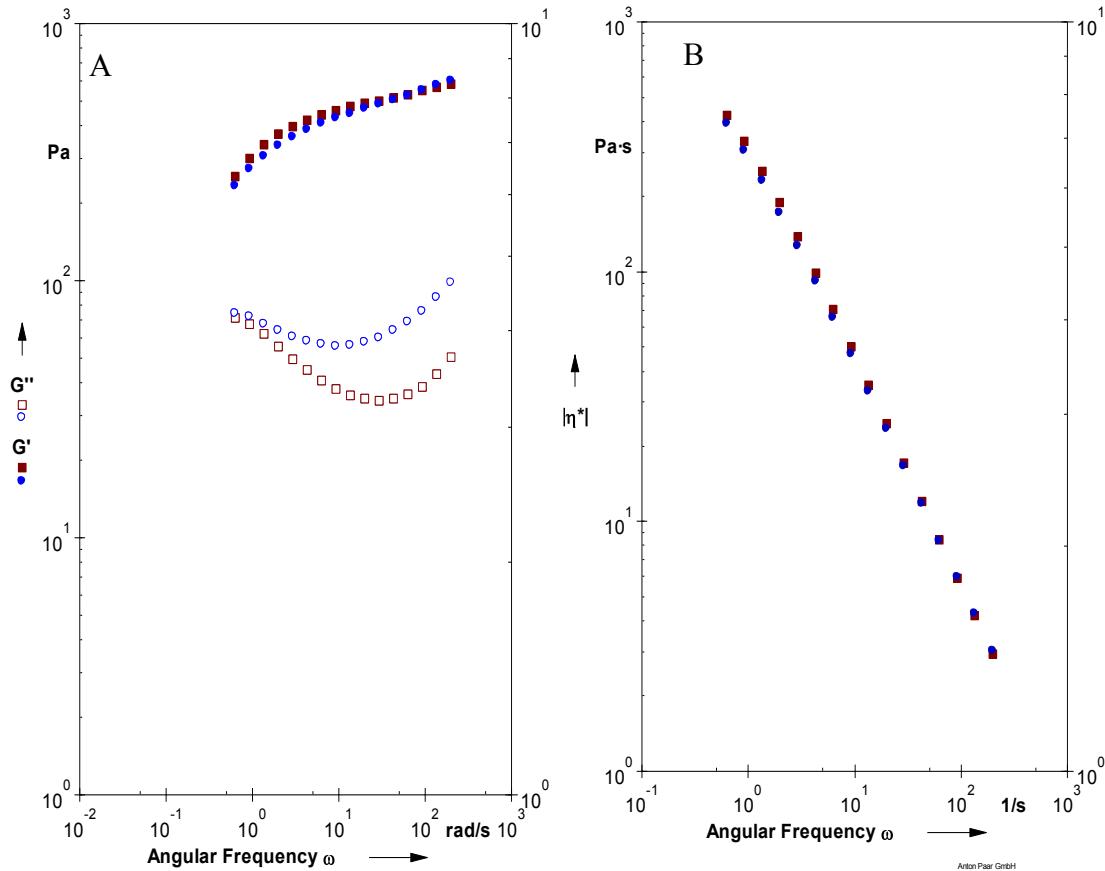 A
10³
Pa
10²
G''
G'
10¹
10⁰
10¹
10⁰
10⁻² 10⁻¹ 10⁰ 10¹ 10² rad/s 10³
Angular Frequency ω
B
10³
Pa·s
10²
|η*|
10¹
10⁰
10¹
10⁰
10⁻¹ 10⁰ 10¹ 10² 1/s 10³
Angular Frequency ω
Anton Paar GmbH